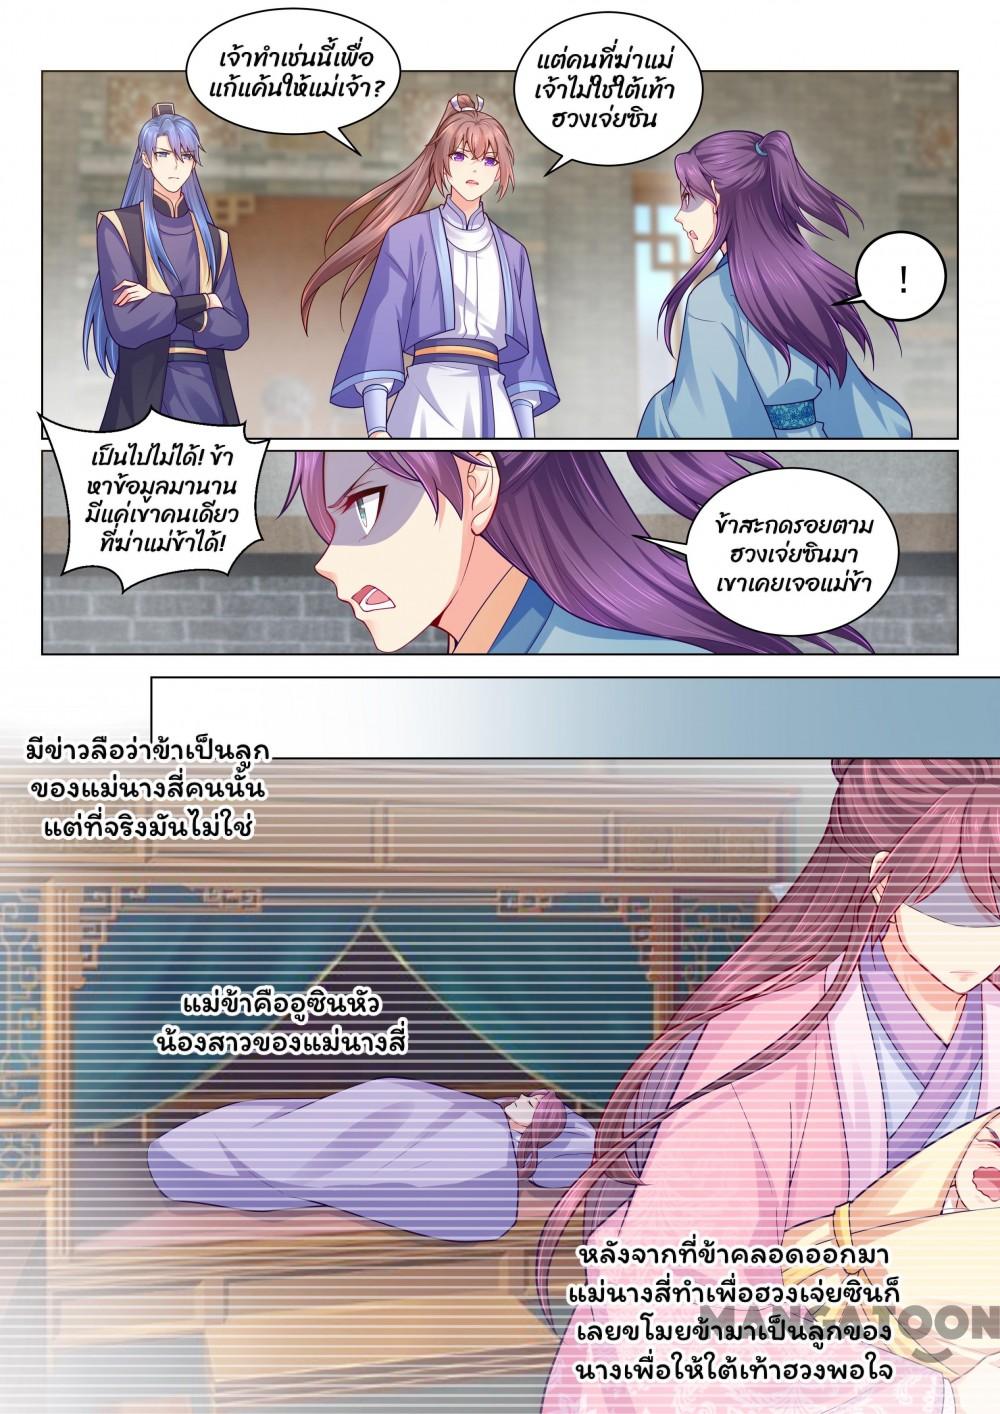 เจ้าทำเช่นนี้เพื่อ
แก้แค้นให้แม่เจ้า?
แต่คนที่ฆ่าแม่
เจ้าไม่ใช่ใต้เท้า
ฮวงเจ่ยซิน
!
เป็นไปไม่ได้! ข้า
หาข้อมูลมานาน
มีแค่เขาคนเดียว
ที่ฆ่าแม่ข้าได้!
ข้าสะกดรอยตาม
ฮวงเจ่ยซินมา
เขาเคยเจอแม่ข้า
มีข่าวลือว่าข้าเป็นลูก
ของแม่นางสี่คนนั้น
แต่ที่จริงมันไม่ใช่
แม่ข้าคืออูซินหัว
น้องสาวของแม่นางสี่
หลังจากที่ข้าคลอดออกมา
แม่นางสี่ทำเพื่อฮวงเจ่ยซินก็
เลยขโมยข้ามาเป็นลูกของ
นางเพื่อให้ใต้เท้าฮวงพอใจ
MANGATOON